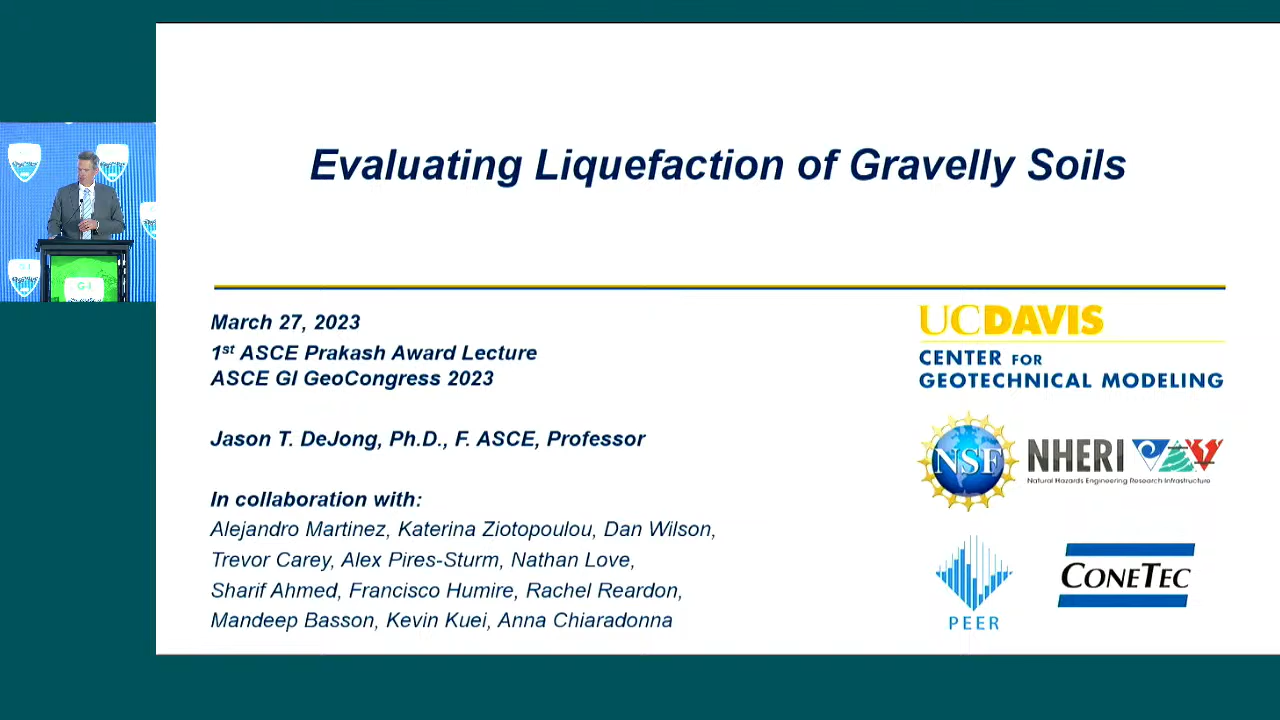 Evaluating Liquefaction of Gravelly Soils
March 27, 2023
1st ASCE Prakash Award Lecture
ASCE GI GeoCongress 2023
Jason T. DeJong, Ph.D., F. ASCE, Professor
In collaboration with:
Alejandro Martinez, Katerina Ziotopoulou, Dan Wilson,
Trevor Carey, Alex Pires-Sturm, Nathan Love,
Sharif Ahmed, Francisco Humire, Rachel Reardon,
Mandeep Basson, Kevin Kuei, Anna Chiaradonna
UCDAVIS
CENTER FOR
GEOTECHNICAL MODELING
NSF
NHERI
Natural Hazards Engineering Research Infrastructure
PEER
CONETEC
G-I